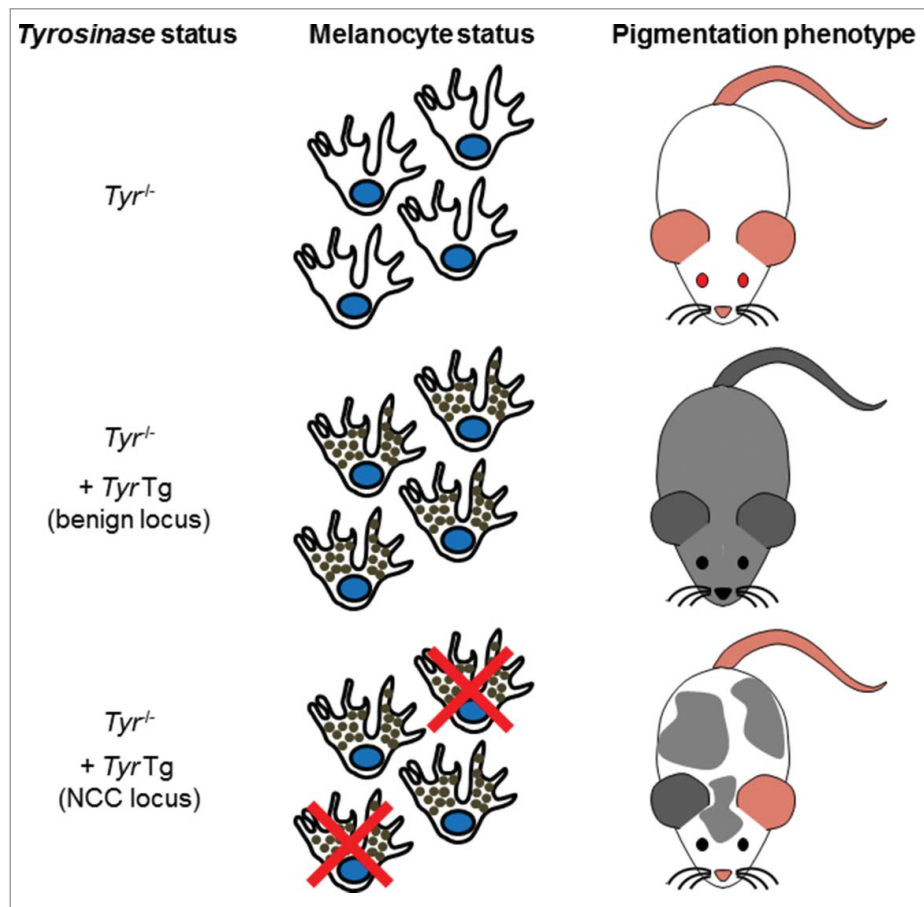 Tyrosinase status Melanocyte status Pigmentation phenotype
Tyr-/-
Tyr-/-
+ Tyr Tg
(benign locus)
Tyr-/-
+ Tyr Tg
(NCC locus)